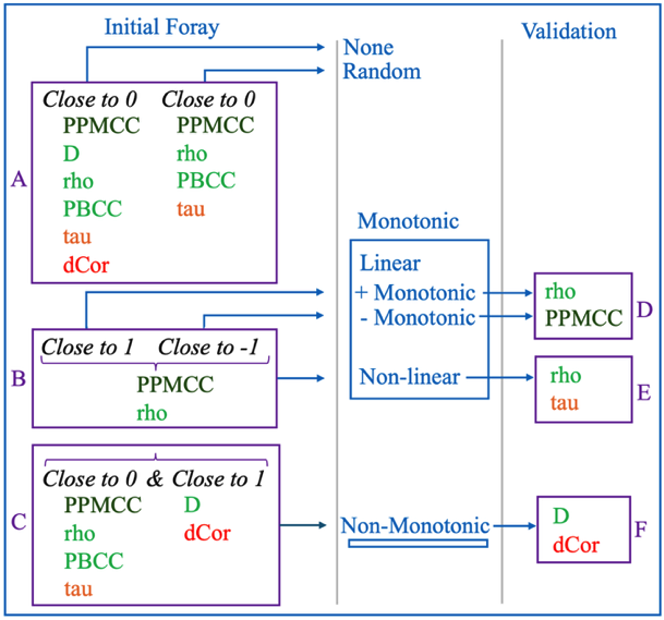 Initial Foray
Validation
None
Random
Close to 0 Close to 0
PPMCC PPMCC
D rho
rho PBCC
PBCC tau
tau
dCor
A
Monotonic
Linear
+ Monotonic
- Monotonic
Non-linear
rho
PPMCC
D
Close to 1 Close to -1
PPMCC
rho
B
rho
tau
E
Close to 0 & Close to 1
PPMCC D
rho dCor
PBCC
tau
C
Non-Monotonic
D
dCor
F